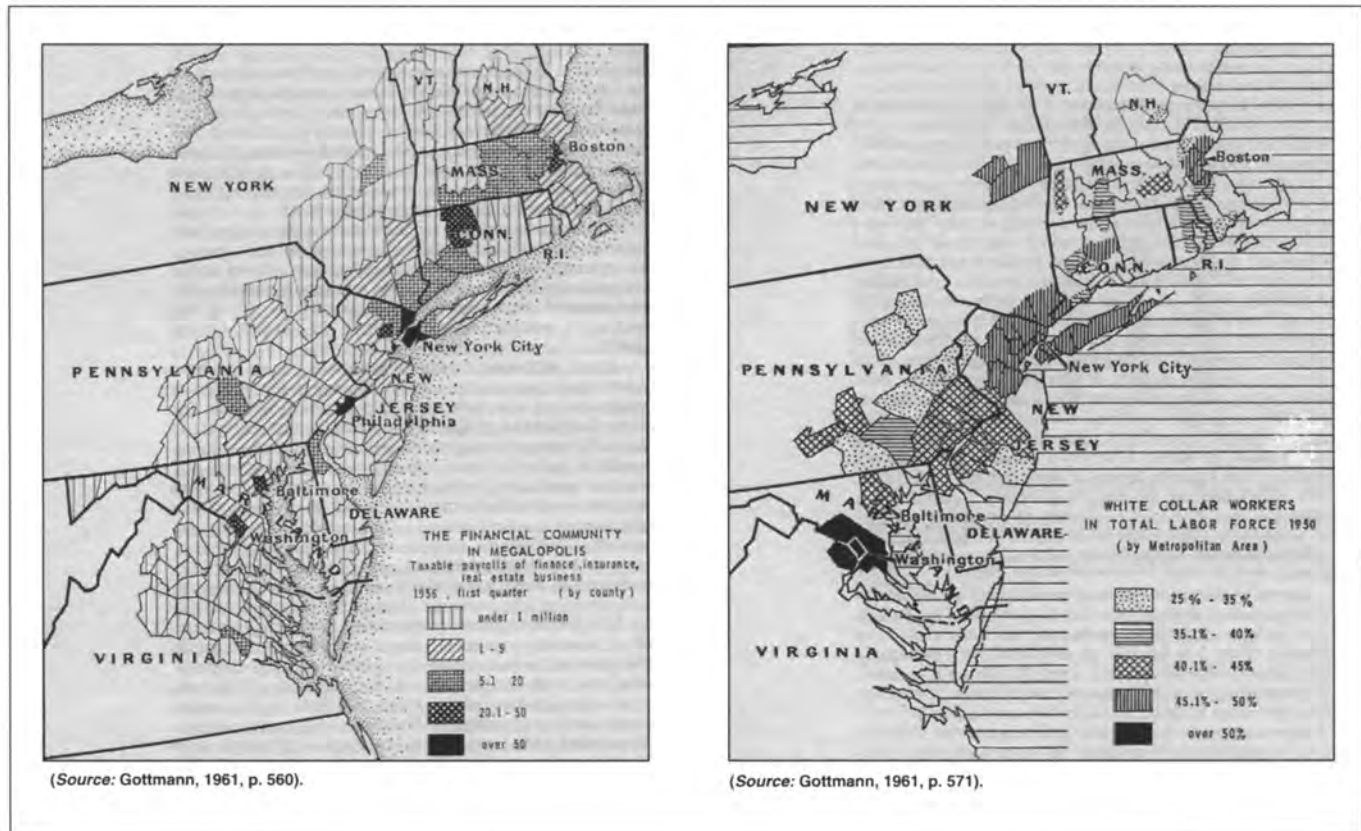 VT.
N.H.
Boston
MASS.
NEW YORK
CONN.
R.I.
New York City
PENNSYLVANIA
NEW
JERSEY
Philadelphia
MARYLAND
Baltimore
DELAWARE
Washington
VIRGINIA
THE FINANCIAL COMMUNITY
IN MEGALOPOLIS
Taxable payrolls of finance, insurance,
real estate business
1956, first quarter (by county)
under 1 million
1 - 9
5.1 20
20.1 - 50
over 50
(Source: Gottmann, 1961, p. 560).
VT.
N.H.
Boston
MASS.
NEW YORK
CONN.
R.I.
New York City
PENNSYLVANIA
NEW
JERSEY
MARYLAND
Baltimore
DELAWARE
Washington
VIRGINIA
WHITE COLLAR WORKERS
IN TOTAL LABOR FORCE 1950
(by Metropolitan Area)
25% - 35%
35.1% - 40%
40.1% - 45%
45.1% - 50%
over 50%
(Source: Gottmann, 1961, p. 571).